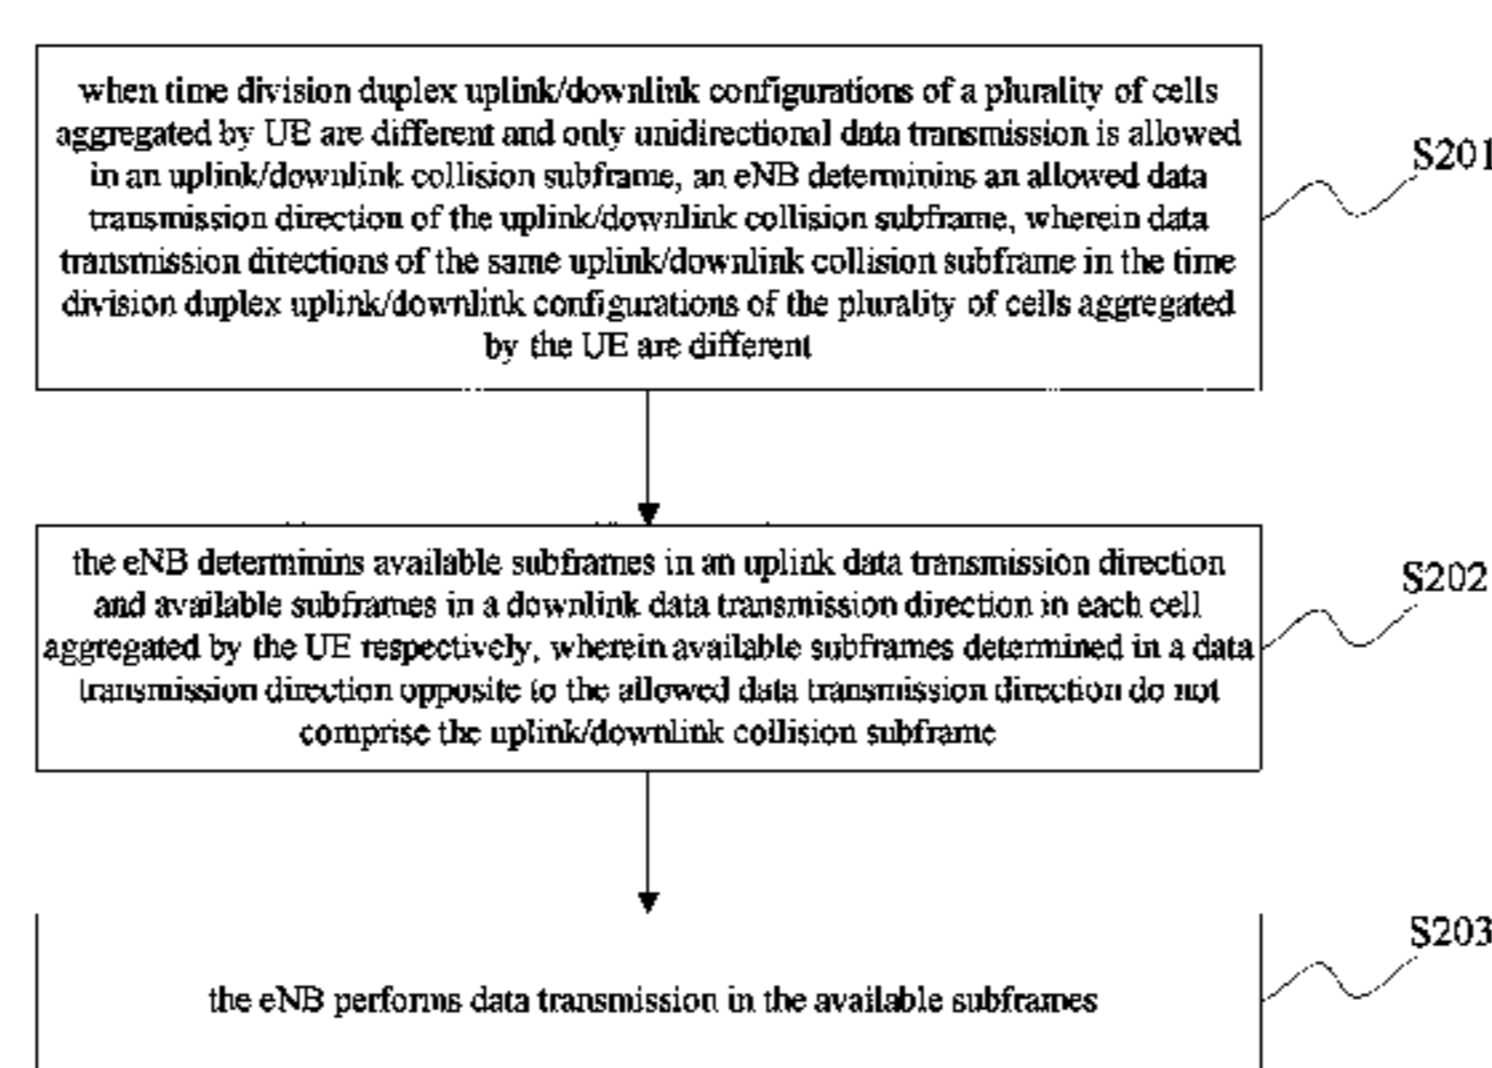 when time division duplex uplink/downlink configurations of a plurality of cells
aggregated by UE are different and only unidirectional data transmission is allowed
in an uplink/downlink collision subframe, an eNB determinins an allowed data
transmission direction of the uplink/downlink collision subframe, wherein data
transmission directions of the same uplink/downlink collision subframe in the time
division duplex uplink/downlink configurations of the plurality of cells aggregated
by the UE are different
S201
the eNB determinins available subframes in an uplink data transmission direction
and available subframes in a downlink data transmission direction in each cell
aggregated by the UE respectively, wherein available subframes determined in a data
transmission direction opposite to the allowed data transmission direction do not
comprise the uplink/downlink collision subframe
S202
the eNB performs data transmission in the available subframes
S203